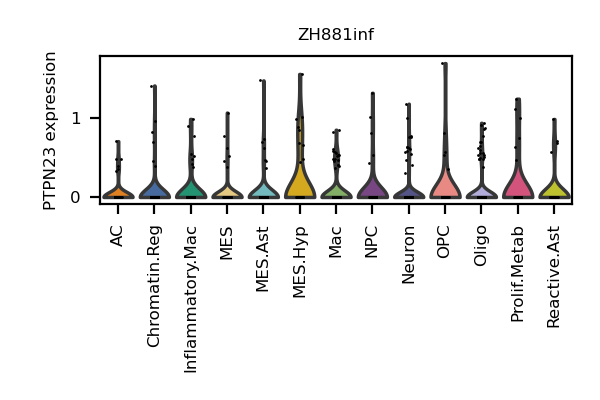 ZH881inf
PTPN23 expression
1
0
AC
Chromatin.Reg
Inflammatory.Mac
MES
MES.Ast
MES.Hyp
Mac
NPC
Neuron
OPC
Oligo
Prolif.Metab
Reactive.Ast